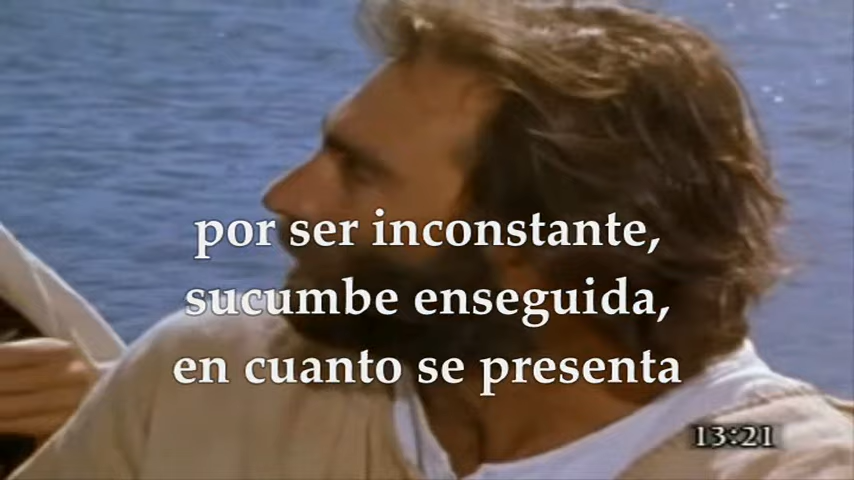 por ser inconstante,
sucumbe enseguida,
en cuanto se presenta
13:21